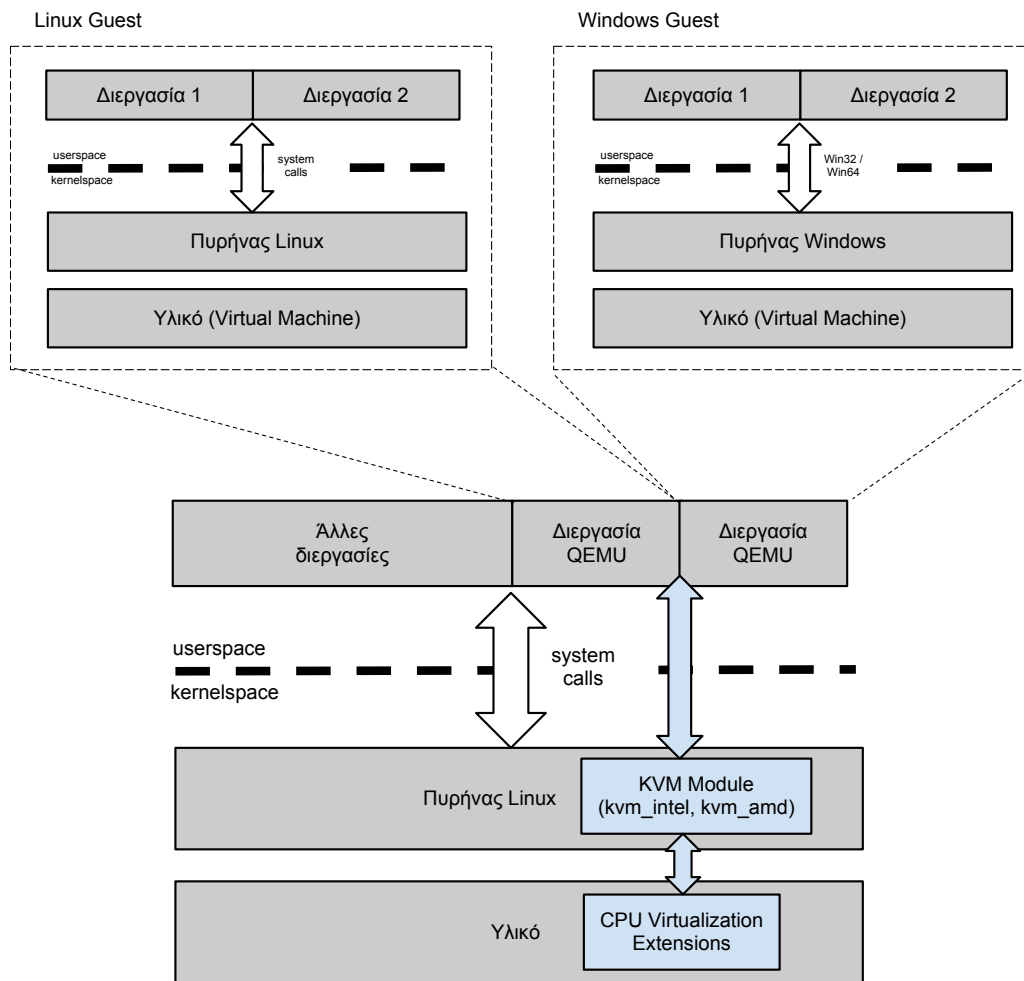 Linux Guest
Διεργασία 1
Διεργασία 2
userspace
kernelspace
system
calls
Πυρήνας Linux
Υλικό (Virtual Machine)
Windows Guest
Διεργασία 1
Διεργασία 2
userspace
kernelspace
Win32 /
Win64
Πυρήνας Windows
Υλικό (Virtual Machine)
Άλλες
διεργασίες
Διεργασία
QEMU
Διεργασία
QEMU
userspace
kernelspace
system
calls
Πυρήνας Linux
KVM Module
(kvm_intel, kvm_amd)
Υλικό
CPU Virtualization
Extensions